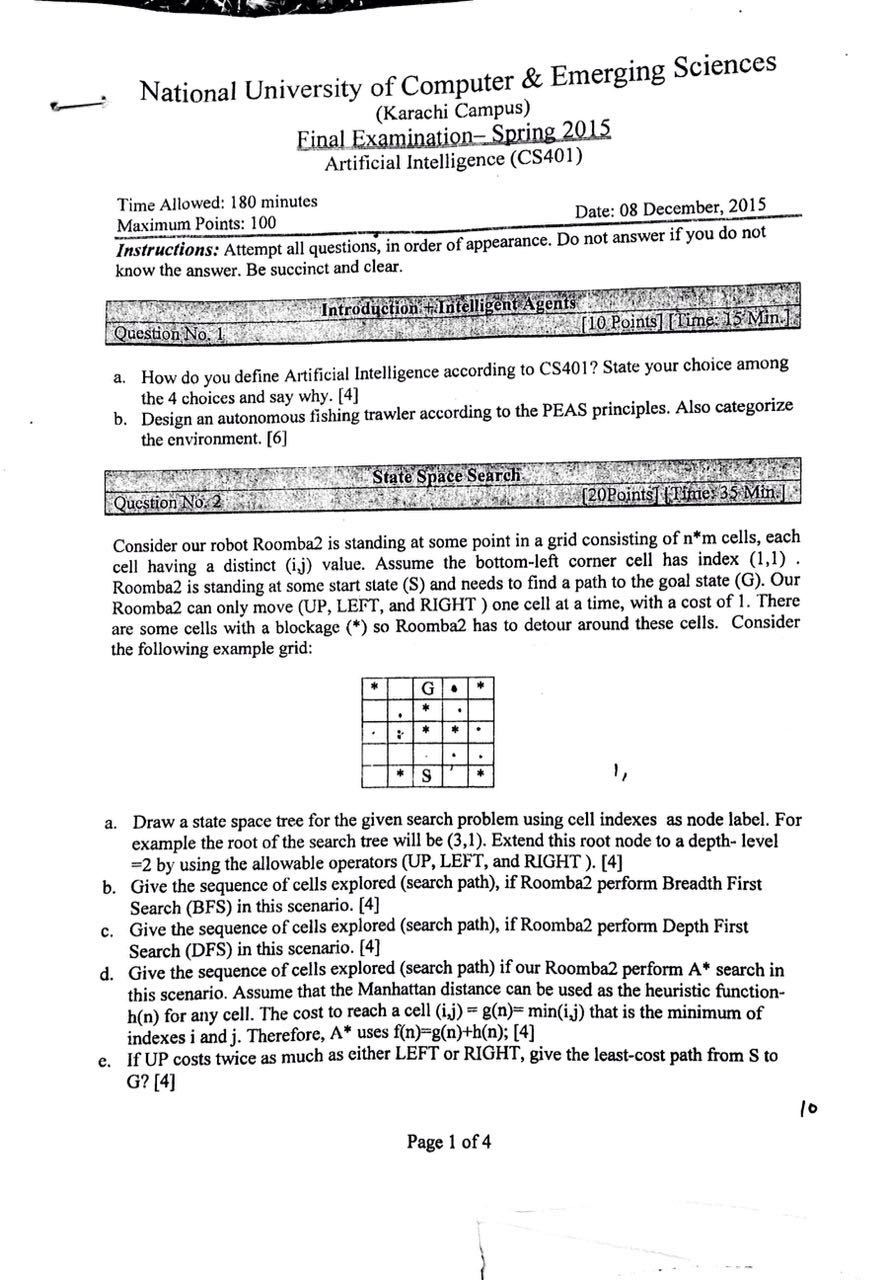 National University of Computer & Emerging Sciences
(Karachi Campus)
Final Examination– Spring 2015
Artificial Intelligence (CS401)
Time Allowed: 180 minutes
Date: 08 December, 2015
Maximum Points: 100
Instructions: Attempt all questions, in order of appearance. Do not answer if you do not
know the answer. Be succinct and clear.
Introduction + Intelligent Agents
Question No. 1 [10 Points] [Time: 15 Min.]
a. How do you define Artificial Intelligence according to CS401? State your choice among
the 4 choices and say why. [4]
b. Design an autonomous fishing trawler according to the PEAS principles. Also categorize
the environment. [6]
State Space Search
Question No. 2 [20Points] [Time: 35 Min.]
Consider our robot Roomba2 is standing at some point in a grid consisting of n*m cells, each
cell having a distinct (i,j) value. Assume the bottom-left corner cell has index (1,1) .
Roomba2 is standing at some start state (S) and needs to find a path to the goal state (G). Our
Roomba2 can only move (UP, LEFT, and RIGHT ) one cell at a time, with a cost of 1. There
are some cells with a blockage (*) so Roomba2 has to detour around these cells. Consider
the following example grid:
* G *
*
* *
* S *
1,
a. Draw a state space tree for the given search problem using cell indexes as node label. For
example the root of the search tree will be (3,1). Extend this root node to a depth- level
=2 by using the allowable operators (UP, LEFT, and RIGHT ). [4]
b. Give the sequence of cells explored (search path), if Roomba2 perform Breadth First
Search (BFS) in this scenario. [4]
c. Give the sequence of cells explored (search path), if Roomba2 perform Depth First
Search (DFS) in this scenario. [4]
d. Give the sequence of cells explored (search path) if our Roomba2 perform A* search in
this scenario. Assume that the Manhattan distance can be used as the heuristic function-
h(n) for any cell. The cost to reach a cell (i,j) = g(n)= min(i,j) that is the minimum of
indexes i and j. Therefore, A* uses f(n)=g(n)+h(n); [4]
e. If UP costs twice as much as either LEFT or RIGHT, give the least-cost path from S to
G? [4]
10
Page 1 of 4